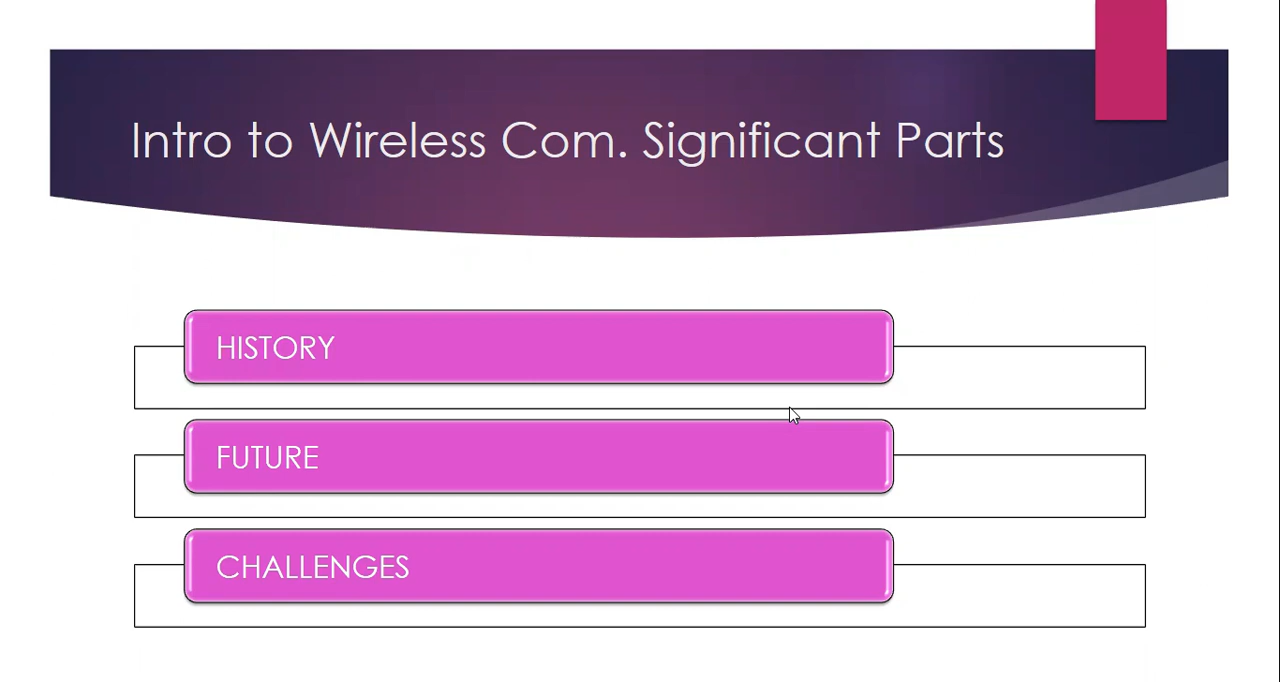 Intro to Wireless Com. Significant Parts
HISTORY
FUTURE
CHALLENGES